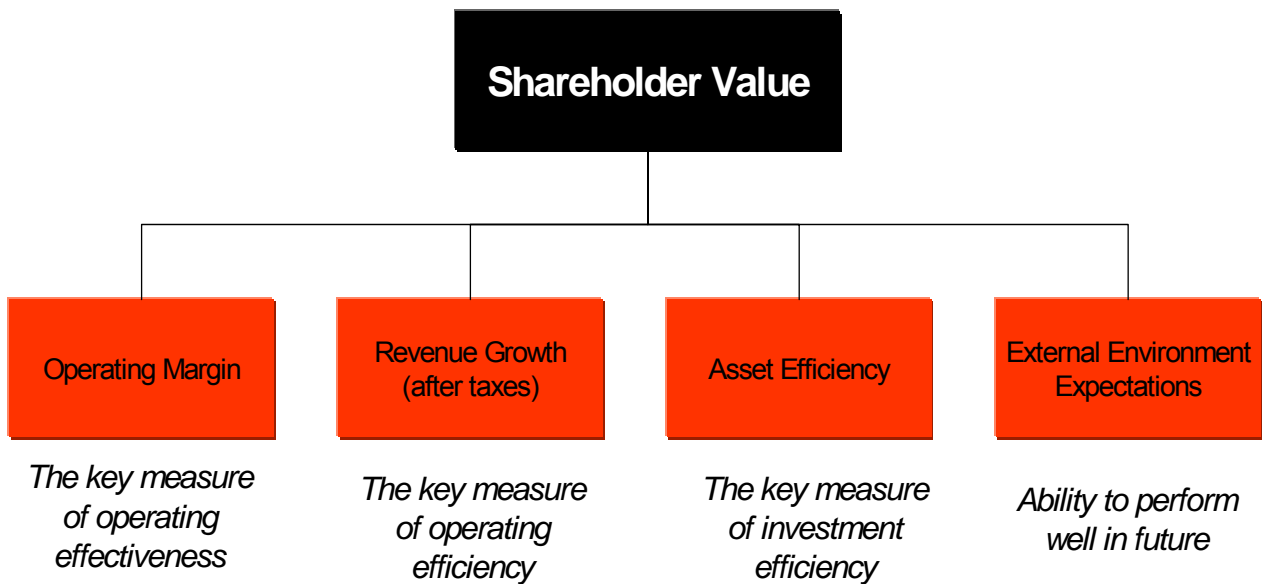 Shareholder Value
Operating Margin
Revenue Growth
(after taxes)
Asset Efficiency
External Environment
Expectations
The key measure
of operating
effectiveness
The key measure
of operating
efficiency
The key measure
of investment
efficiency
Ability to perform
well in future